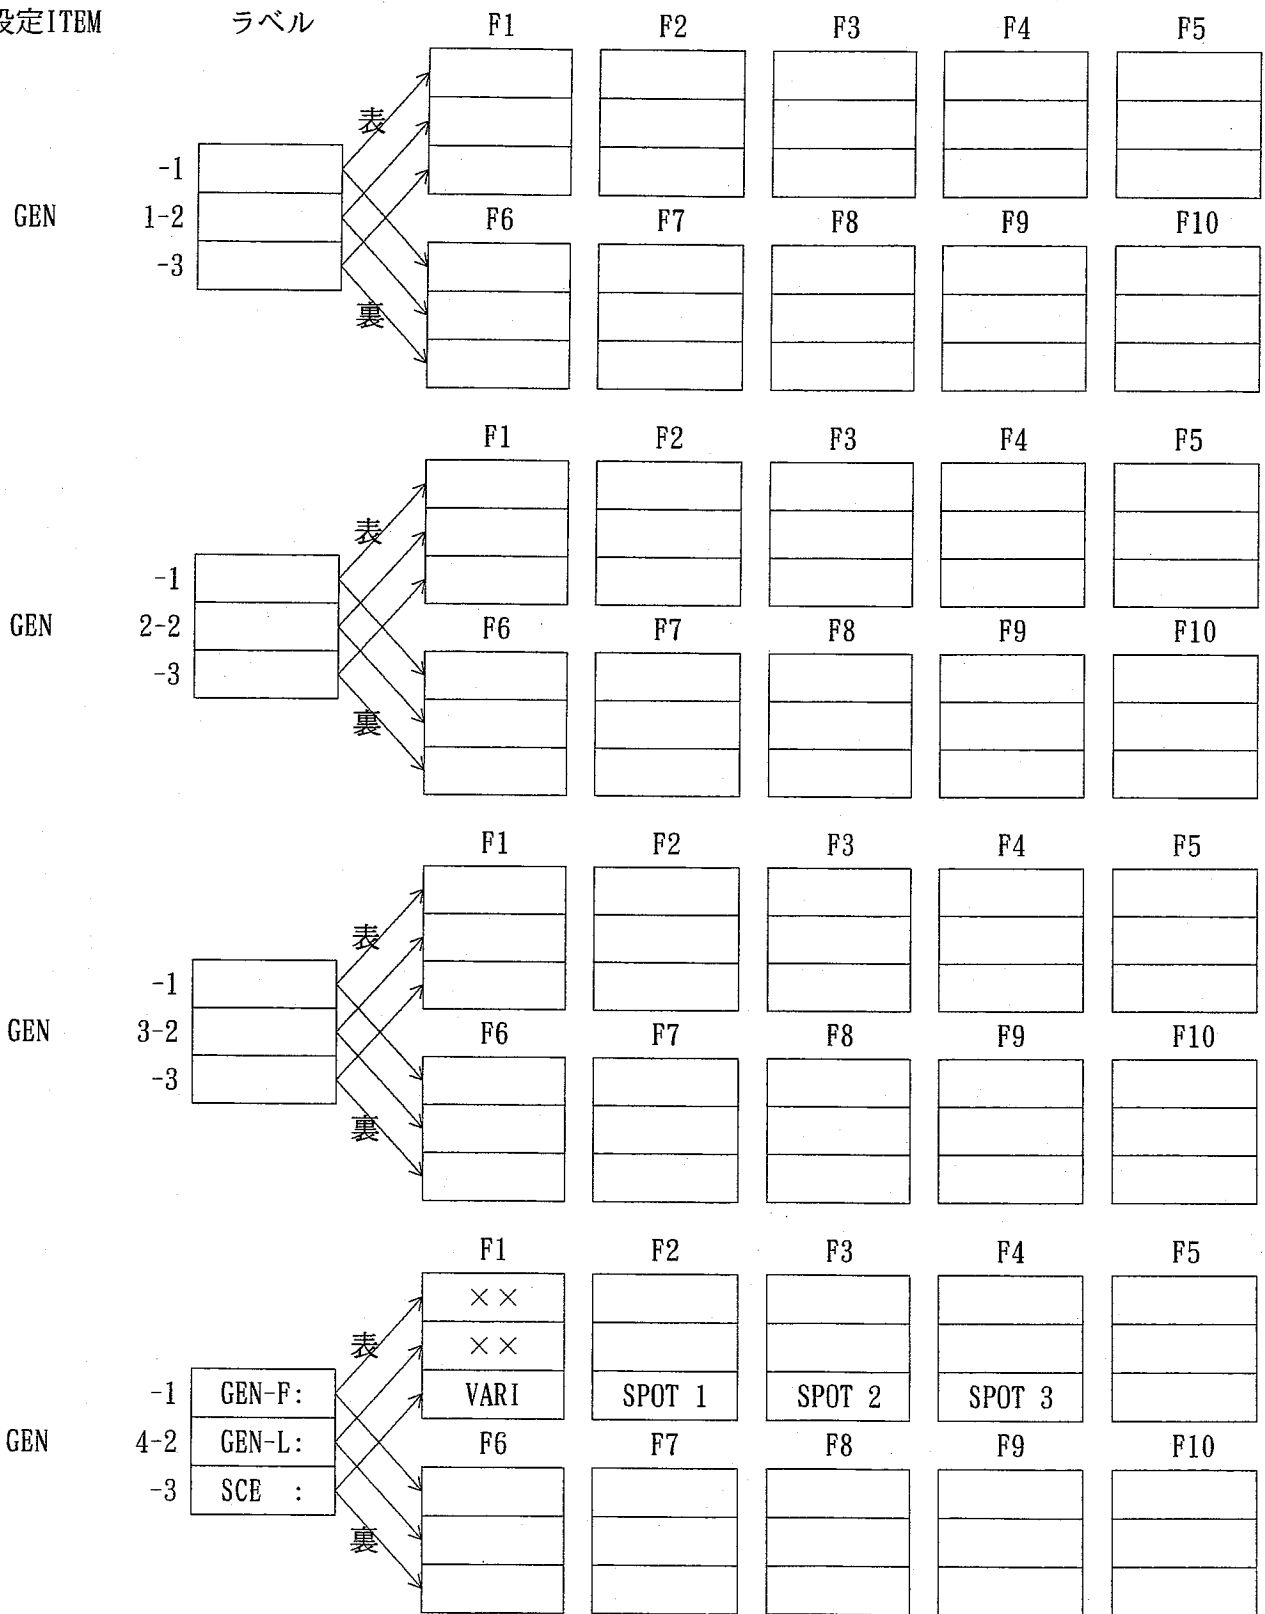 設定ITEM ラベル F1 F2 F3 F4 F5
表
-1
GEN 1-2 F6 F7 F8 F9 F10
-3
裏
F1 F2 F3 F4 F5
表
-1
GEN 2-2 F6 F7 F8 F9 F10
-3
裏
F1 F2 F3 F4 F5
表
-1
GEN 3-2 F6 F7 F8 F9 F10
-3
裏
F1 F2 F3 F4 F5
××
表 ××
-1 GEN-F: VARI SPOT 1 SPOT 2 SPOT 3
GEN 4-2 GEN-L: F6 F7 F8 F9 F10
-3 SCE :
裏